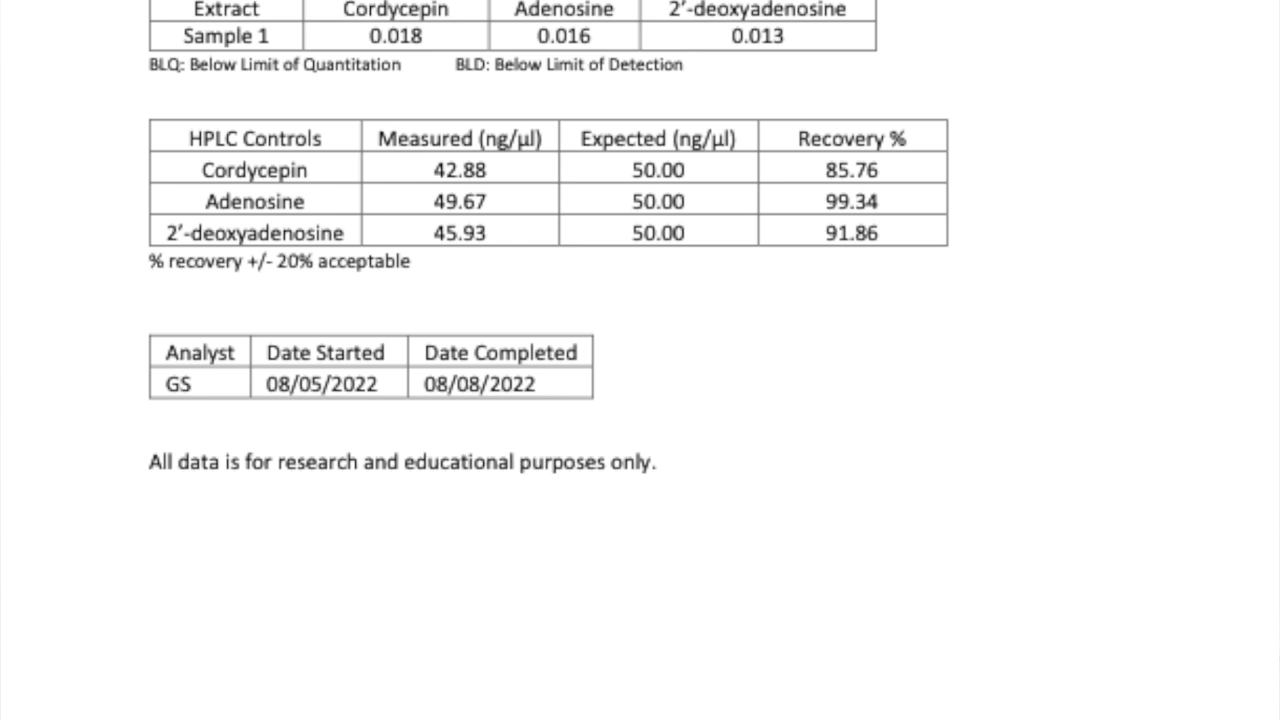 Extract Cordycepin Adenosine 2'-deoxyadenosine
Sample 1 0.018 0.016 0.013
BLQ: Below Limit of Quantitation BLD: Below Limit of Detection
HPLC Controls Measured (ng/µl) Expected (ng/µl) Recovery %
Cordycepin 42.88 50.00 85.76
Adenosine 49.67 50.00 99.34
2'-deoxyadenosine 45.93 50.00 91.86
% recovery +/- 20% acceptable
Analyst Date Started Date Completed
GS 08/05/2022 08/08/2022
All data is for research and educational purposes only.